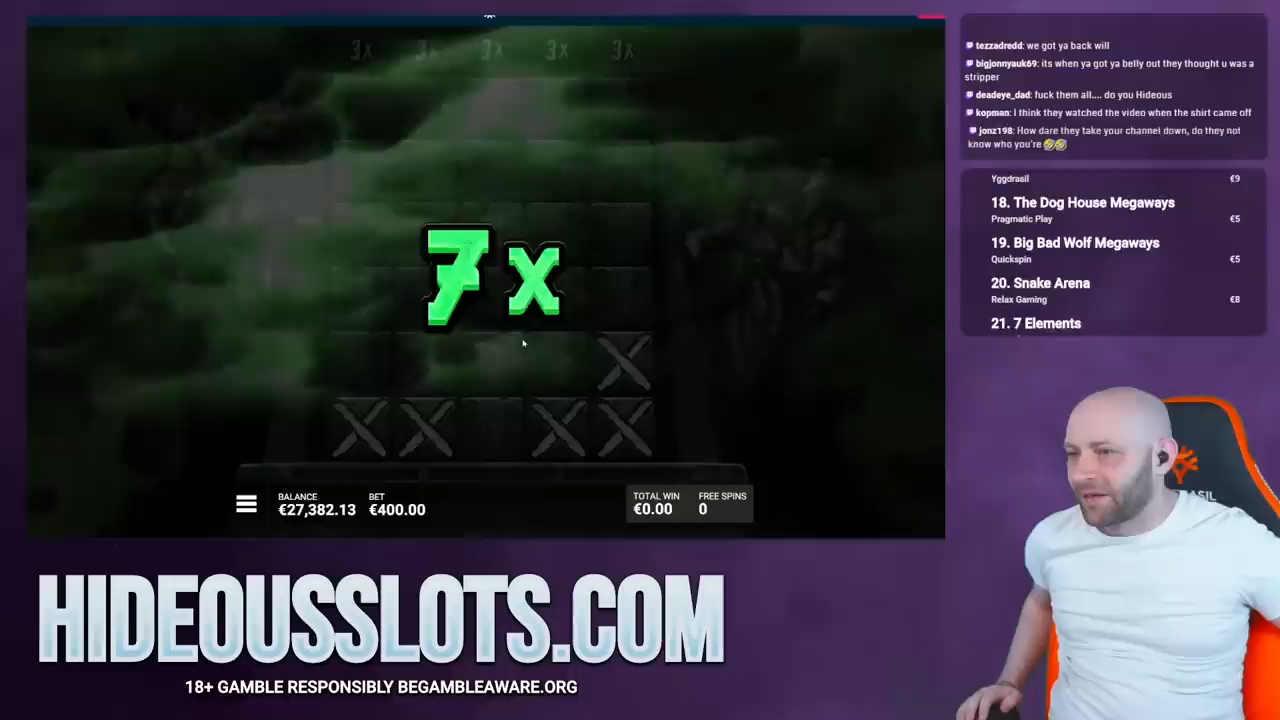 3x 3x 3x 3x 3x
7x
BALANCE
€27,382.13
BET
€400.00
TOTAL WIN
€0.00
FREE SPINS
0
tezzadredd: we got ya back will
bigjonnyauk69: its when ya got ya belly out they thought u was a
stripper
deadeye_dad: fuck them all.... do you Hideous
kopman: I think they watched the video when the shirt came off
jonz198: How dare they take your channel down, do they not
know who you're 🤣🤣
Yggdrasil €9
18. The Dog House Megaways
Pragmatic Play €5
19. Big Bad Wolf Megaways
Quickspin €5
20. Snake Arena
Relax Gaming €8
21. 7 Elements
HIDEOUSSLOTS.COM
18+ GAMBLE RESPONSIBLY BEGAMBLEAWARE.ORG